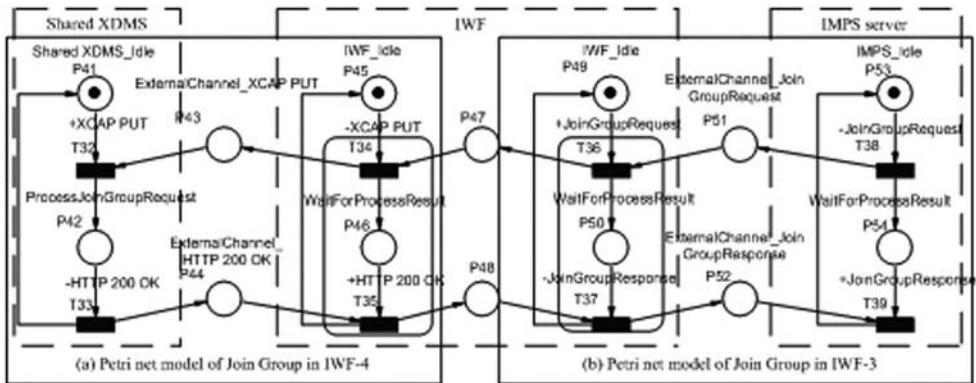 Shared XDMS IWF IMPS server
Shared XDMS_Idle IWF_Idle IWF_Idle IMPS_Idle
P41 P45 P49 P53
ExternalChannel_XCAP PUT
ExternalChannel_Join
GroupRequest
+XCAP PUT P43 -XCAP PUT P47 +JoinGroupRequest P51 -JoinGroupRequest
T32 T34 T36 T38
ProcessJoinGroupRequest WaitForProcessResult WaitForProcessResult WaitForProcessResult
P42 P46 P50 P54
ExternalChannel_
HTTP 200 OK
ExternalChannel_Join
GroupResponse
-HTTP 200 OK P44 +HTTP 200 OK P48 -JoinGroupResponse P52 +JoinGroupResponse
T33 T35 T37 T39
(a) Petri net model of Join Group in IWF-4 (b) Petri net model of Join Group in IWF-3